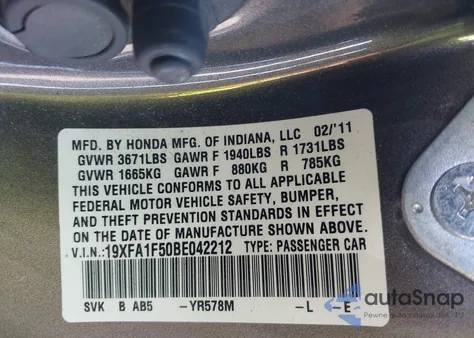 MFD. BY HONDA MFG. OF INDIANA, LLC 02/'11
GVWR 3671LBS GAWR F 1940LBS R 1731LBS
GVWR 1665KG GAWR F 880KG R 785KG
THIS VEHICLE CONFORMS TO ALL APPLICABLE
FEDERAL MOTOR VEHICLE SAFETY, BUMPER,
AND THEFT PREVENTION STANDARDS IN EFFECT
ON THE DATE OF MANUFACTURE SHOWN ABOVE.
V.I.N.:19XFA1F50BE042212 TYPE: PASSENGER CAR
SVK B AB5 -YR578M -L -E
autoSnap
Pewne auto z